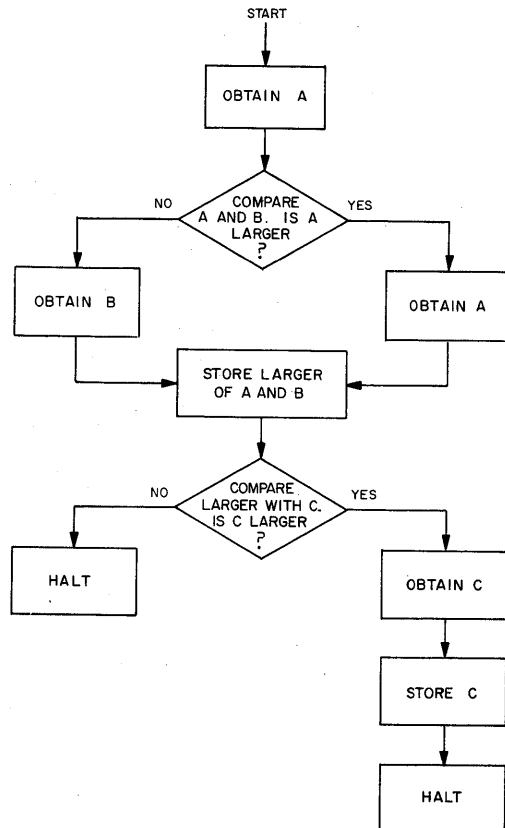 START
OBTAIN A
COMPARE
A AND B. IS A
LARGER
?
NO
YES
OBTAIN B
OBTAIN A
STORE LARGER
OF A AND B
COMPARE
LARGER WITH C.
IS C LARGER
?
NO
YES
HALT
OBTAIN C
STORE C
HALT